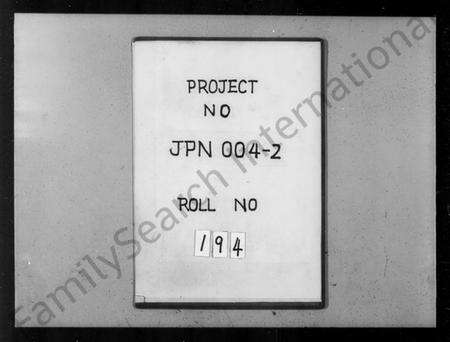 PROJECT
NO
JPN 004-2
ROLL NO
194
FamilySearch International